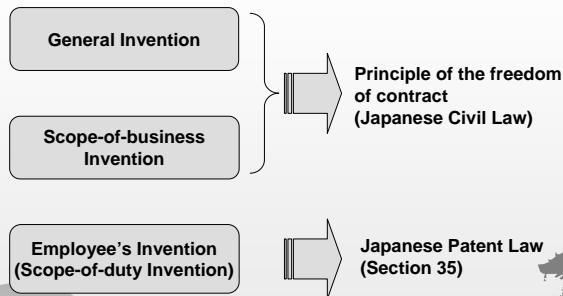 General Invention
Scope-of-business
Invention
Principle of the freedom
of contract
(Japanese Civil Law)
Employee's Invention
(Scope-of-duty Invention)
Japanese Patent Law
(Section 35)